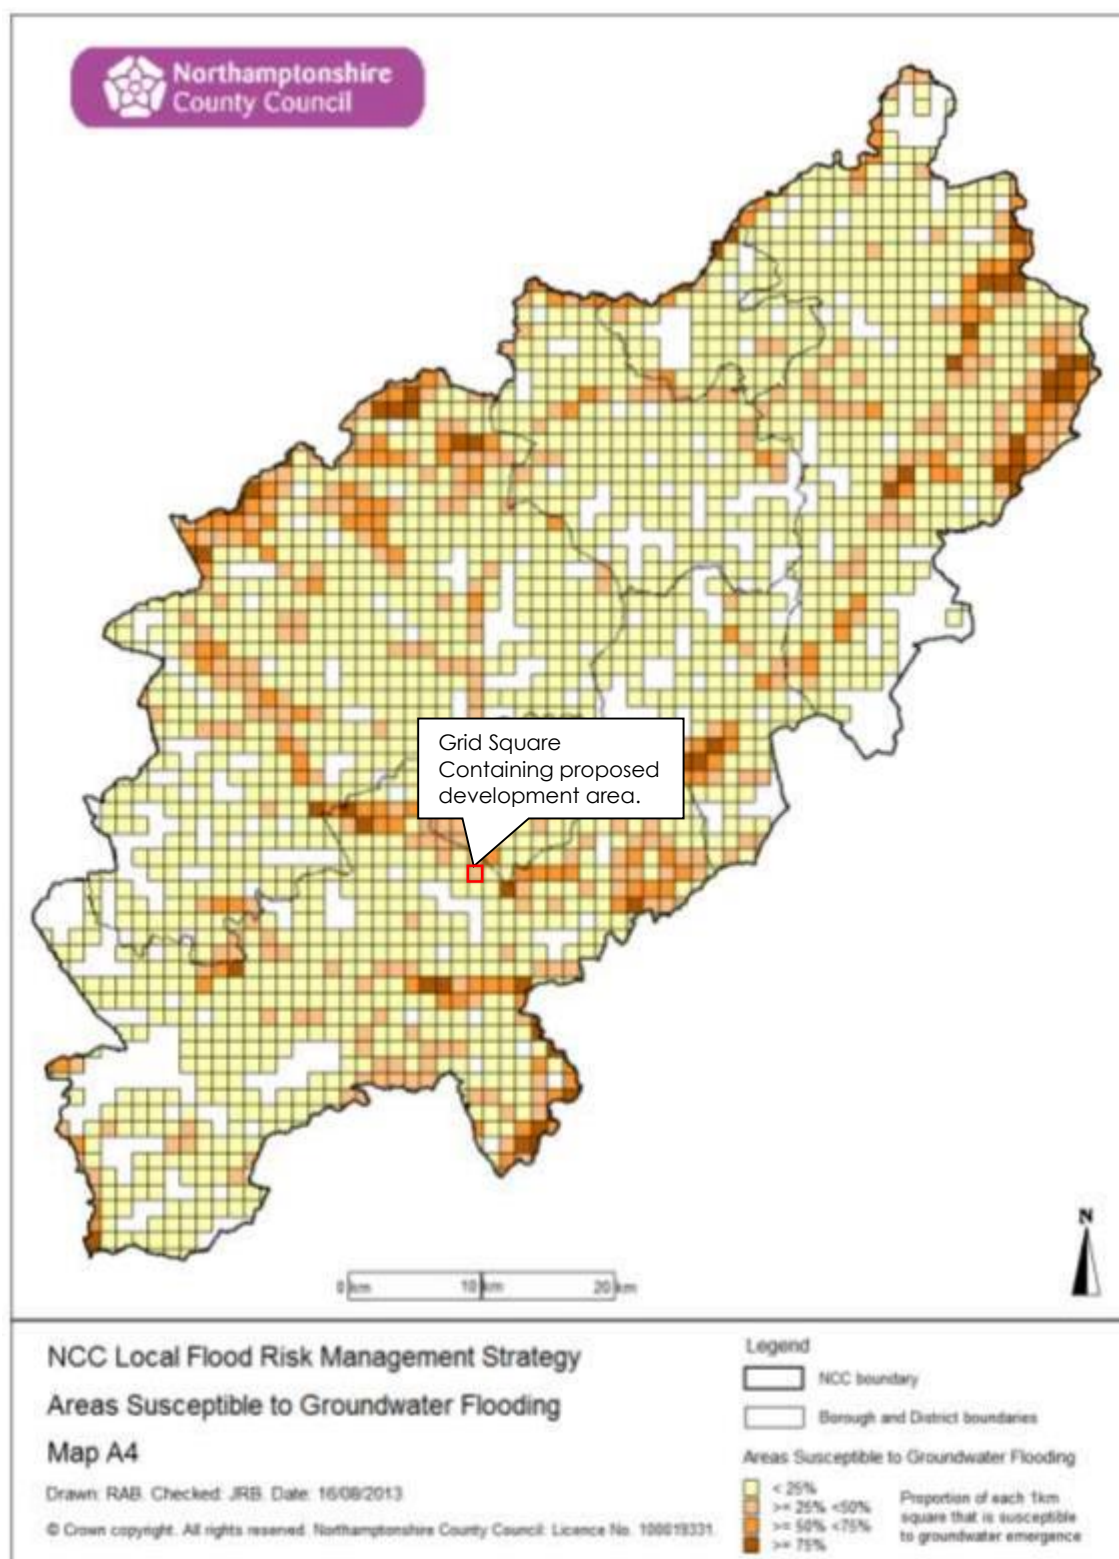 Northamptonshire
County Council
Grid Square
Containing proposed
development area.
N
0 km 10 km 20 km
NCC Local Flood Risk Management Strategy
Areas Susceptible to Groundwater Flooding
Map A4
Drawn: RAB. Checked: JRB. Date: 16/08/2013
© Crown copyright. All rights reserved. Northamptonshire County Council: Licence No. 100019331.
Legend
NCC boundary
Borough and District boundaries
Areas Susceptible to Groundwater Flooding
< 25%
>= 25% <50%
>= 50% <75%
>= 75%
Proportion of each 1km
square that is susceptible
to groundwater emergence